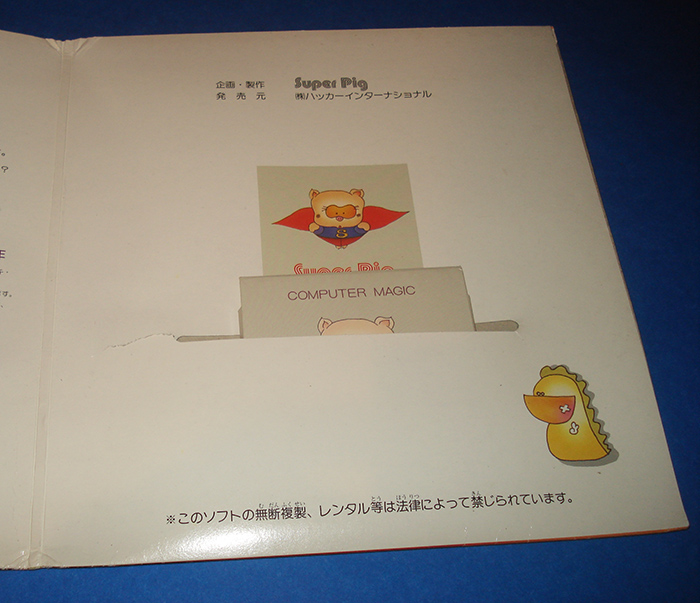 企画・製作 Super Pig
発売元 ㈱ハッカーインターナショナル
Super Pig
COMPUTER MAGIC
※このソフトの無断複製、レンタル等は法律によって禁じられています。